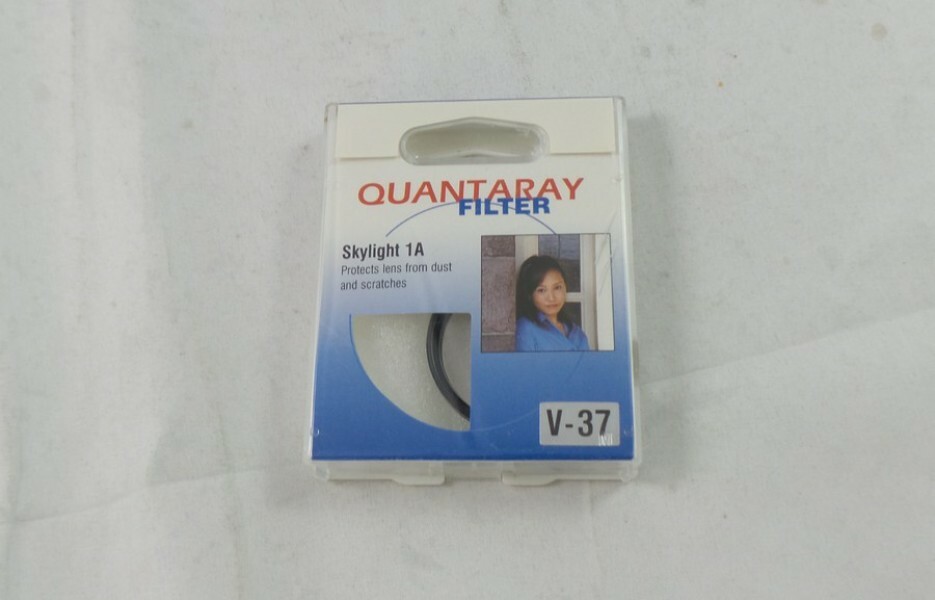 QUANTARAY
FILTER
Skylight 1A
Protects lens from dust
and scratches
V-37